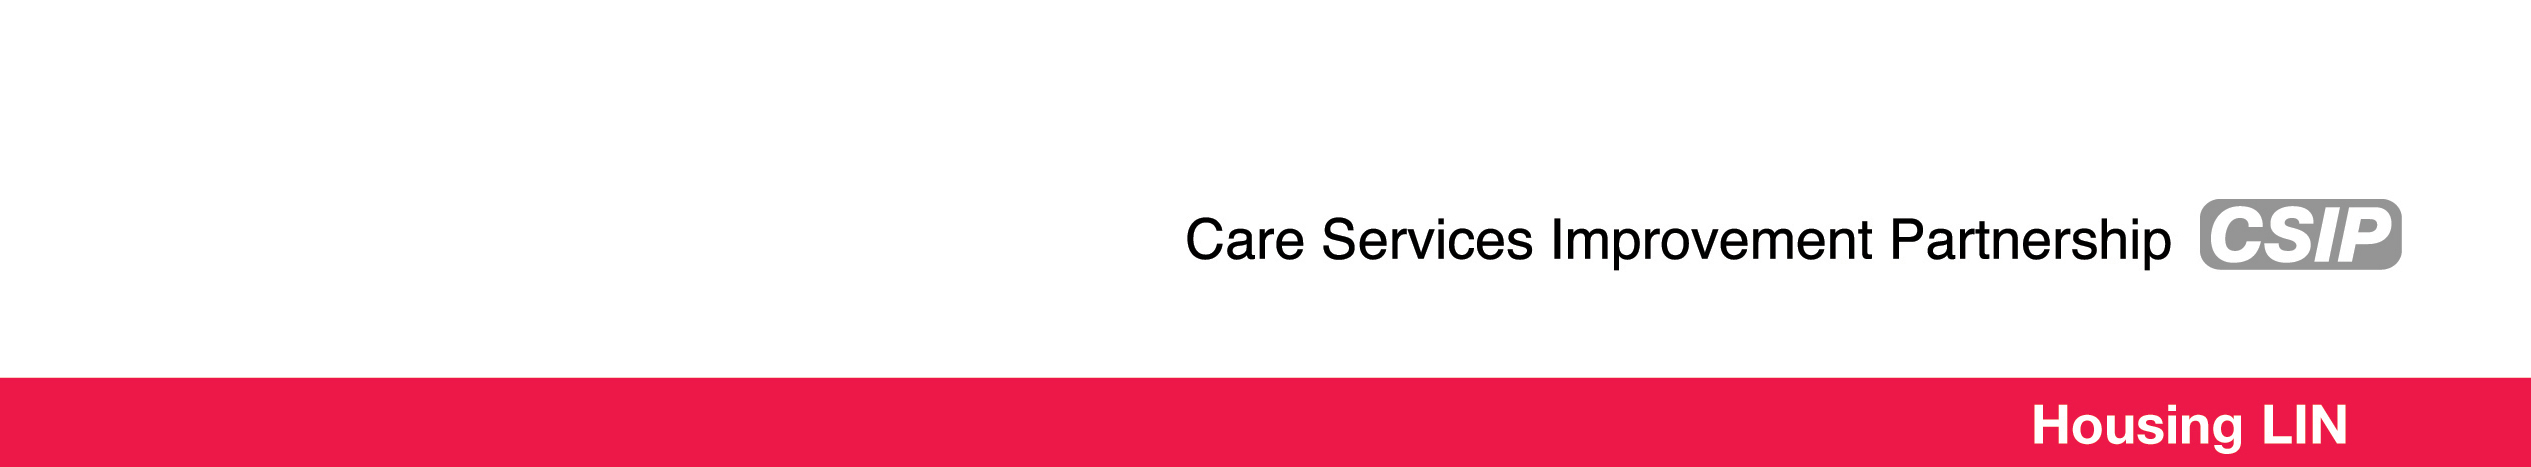 Care Services Improvement Partnership CSIP
Housing LIN